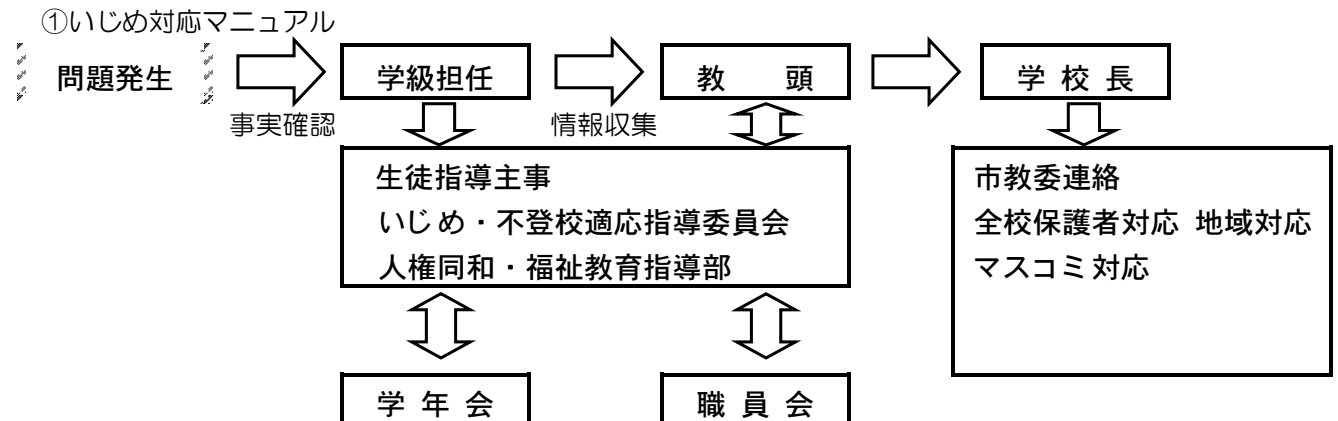 ①いじめ対応マニュアル
問題発生
学級担任
教　頭
学 校 長
事実確認
情報収集
生徒指導主事
いじめ・不登校適応指導委員会
人権同和・福祉教育指導部
市教委連絡
全校保護者対応 地域対応
マスコミ対応
学 年 会
職 員 会